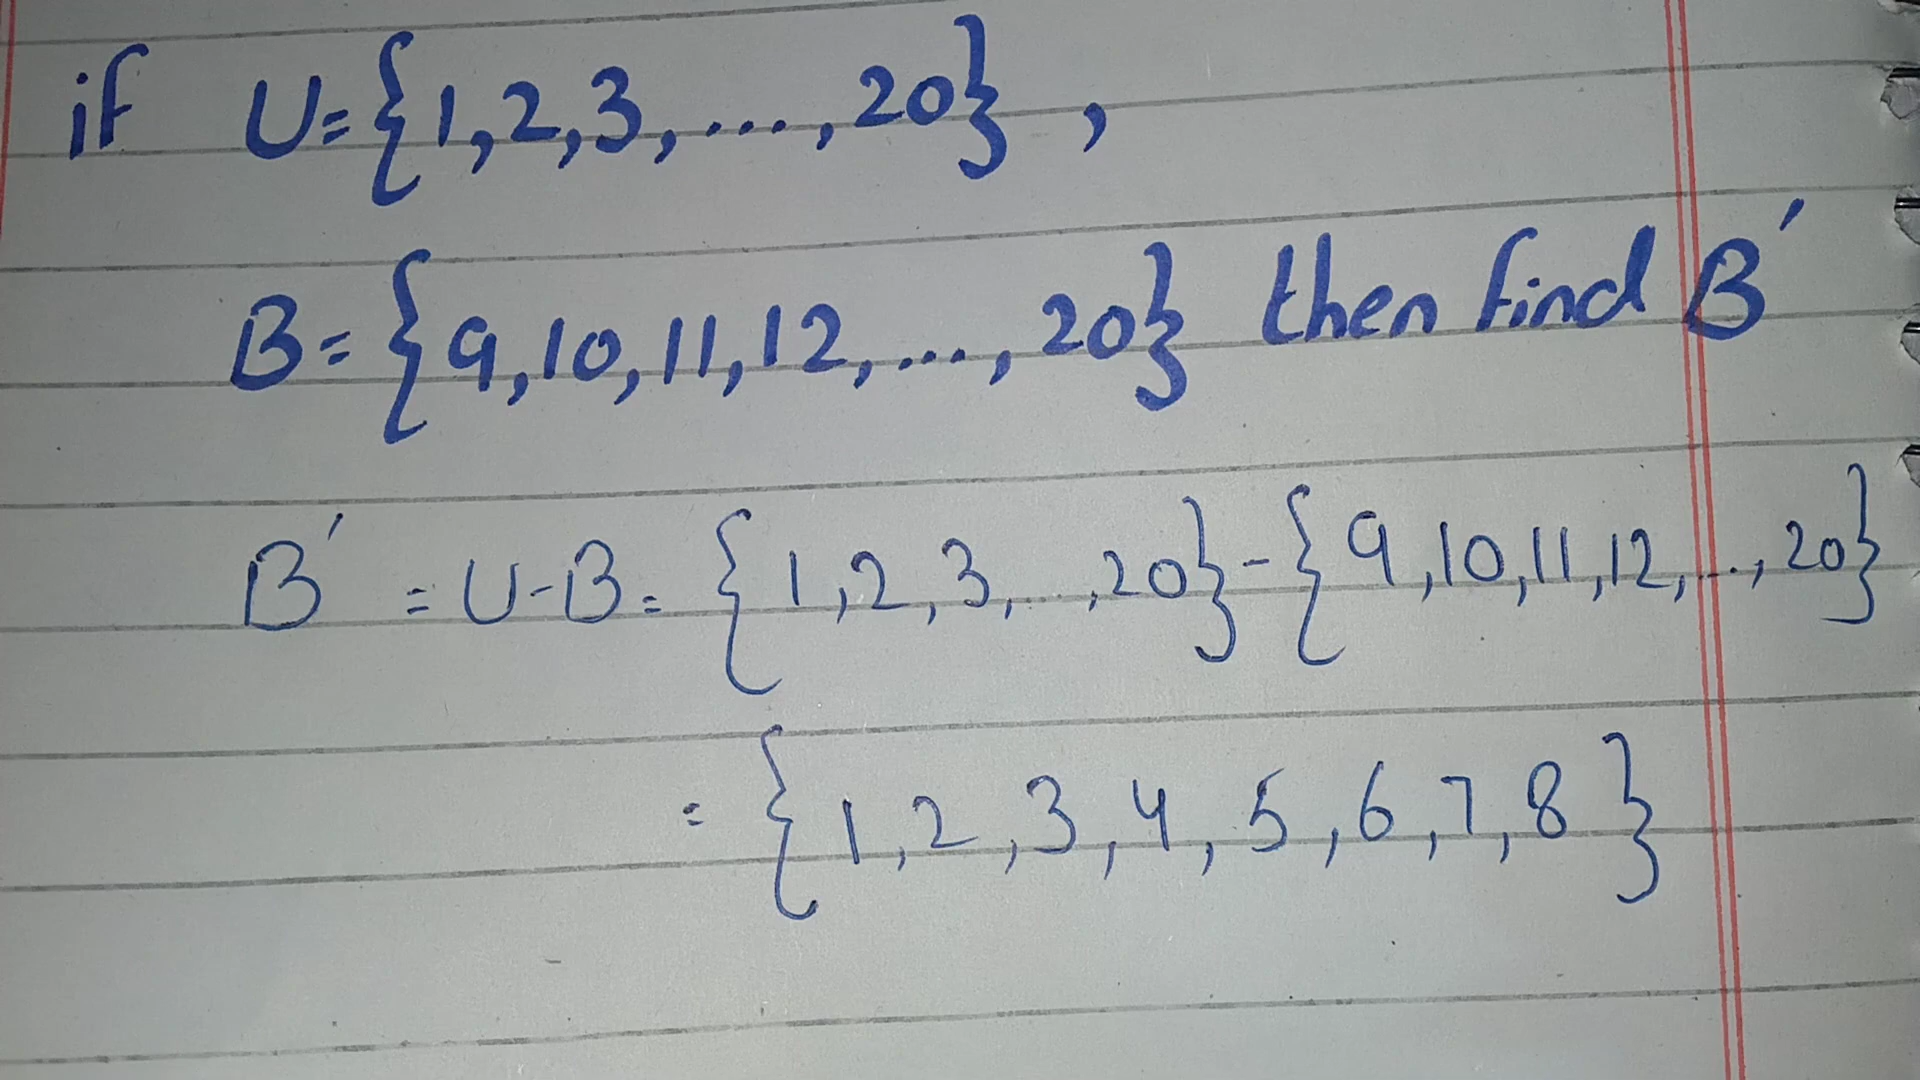 if U={1,2,3,...,20},
B={9,10,11,12,...,20} then find B'
B' = U-B= {1,2,3,...,20}-{9,10,11,12,...,20}
= {1,2,3,4,5,6,7,8}